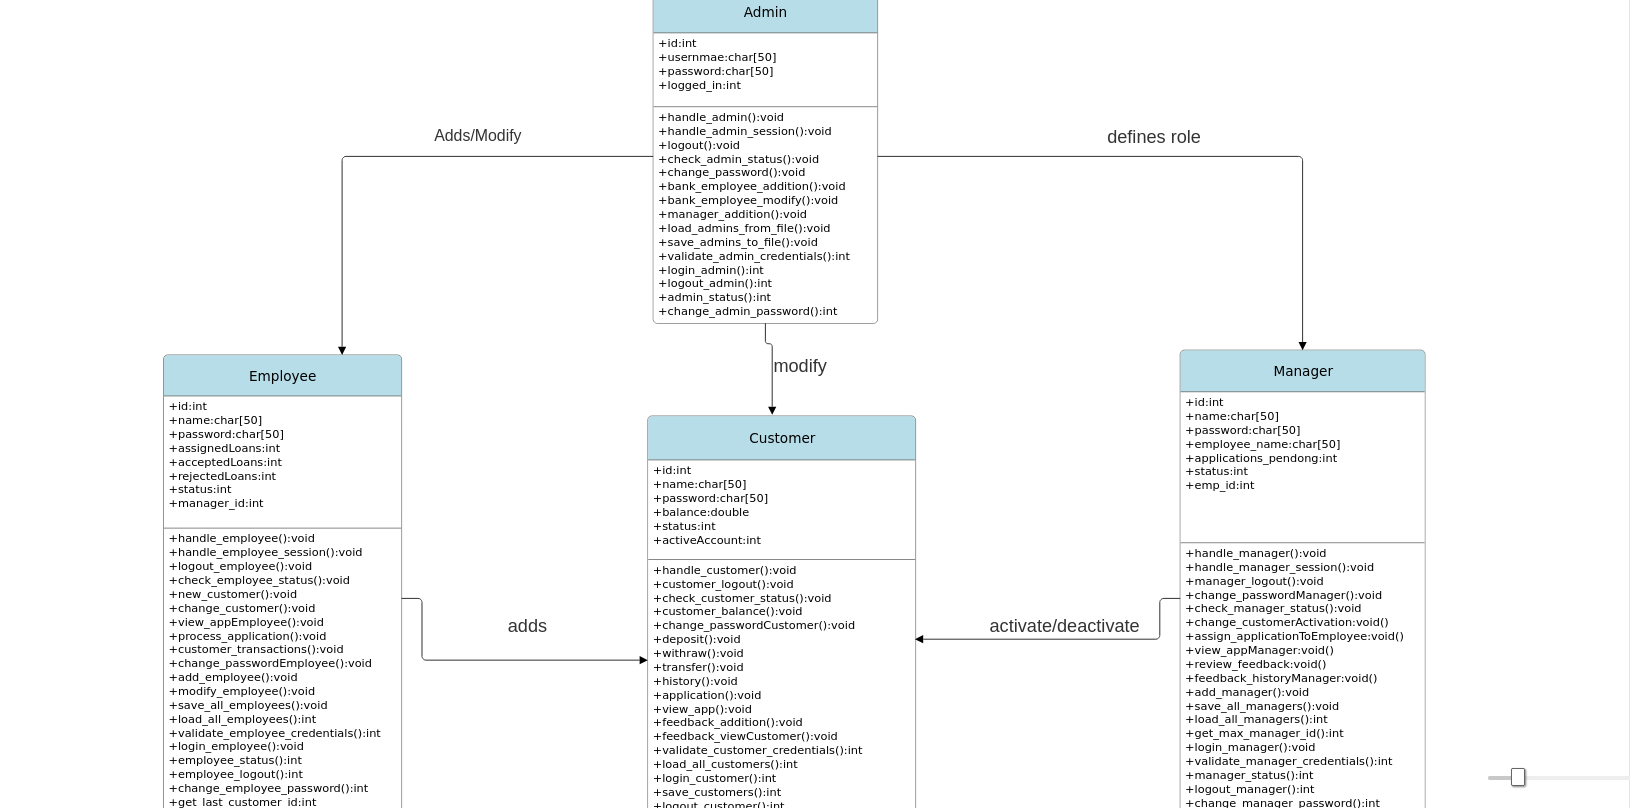 Admin
+id:int
+usernmae:char[50]
+password:char[50]
+logged_in:int
+handle_admin():void
+handle_admin_session():void
+logout():void
+check_admin_status():void
+change_password():void
+bank_employee_addition():void
+bank_employee_modify():void
+manager_addition():void
+load_admins_from_file():void
+save_admins_to_file():void
+validate_admin_credentials():int
+login_admin():int
+logout_admin():int
+admin_status():int
+change_admin_password():int
Adds/Modify
defines role
modify
Employee
+id:int
+name:char[50]
+password:char[50]
+assignedLoans:int
+acceptedLoans:int
+rejectedLoans:int
+status:int
+manager_id:int
+handle_employee():void
+handle_employee_session():void
+logout_employee():void
+check_employee_status():void
+new_customer():void
+change_customer():void
+view_appEmployee():void
+process_application():void
+customer_transactions():void
+change_passwordEmployee():void
+add_employee():void
+modify_employee():void
+save_all_employees():void
+load_all_employees():int
+validate_employee_credentials():int
+login_employee():void
+employee_status():int
+employee_logout():int
+change_employee_password():int
+get_last_customer_id:int
adds
Customer
+id:int
+name:char[50]
+password:char[50]
+balance:double
+status:int
+activeAccount:int
+handle_customer():void
+customer_logout():void
+check_customer_status():void
+customer_balance():void
+change_passwordCustomer():void
+deposit():void
+withraw():void
+transfer():void
+history():void
+application():void
+view_app():void
+feedback_addition():void
+feedback_viewCustomer():void
+validate_customer_credentials():int
+load_all_customers():int
+login_customer():int
+save_customers():int
+logout_customer():int
activate/deactivate
Manager
+id:int
+name:char[50]
+password:char[50]
+employee_name:char[50]
+applications_pendong:int
+status:int
+emp_id:int
+handle_manager():void
+handle_manager_session():void
+manager_logout():void
+change_passwordManager():void
+check_manager_status():void
+change_customerActivation:void()
+assign_applicationToEmployee:void()
+view_appManager:void()
+review_feedback:void()
+feedback_historyManager:void()
+add_manager():void
+save_all_managers():void
+load_all_managers():int
+get_max_manager_id():int
+login_manager():void
+validate_manager_credentials():int
+manager_status():int
+logout_manager():int
+change_manager_password():int